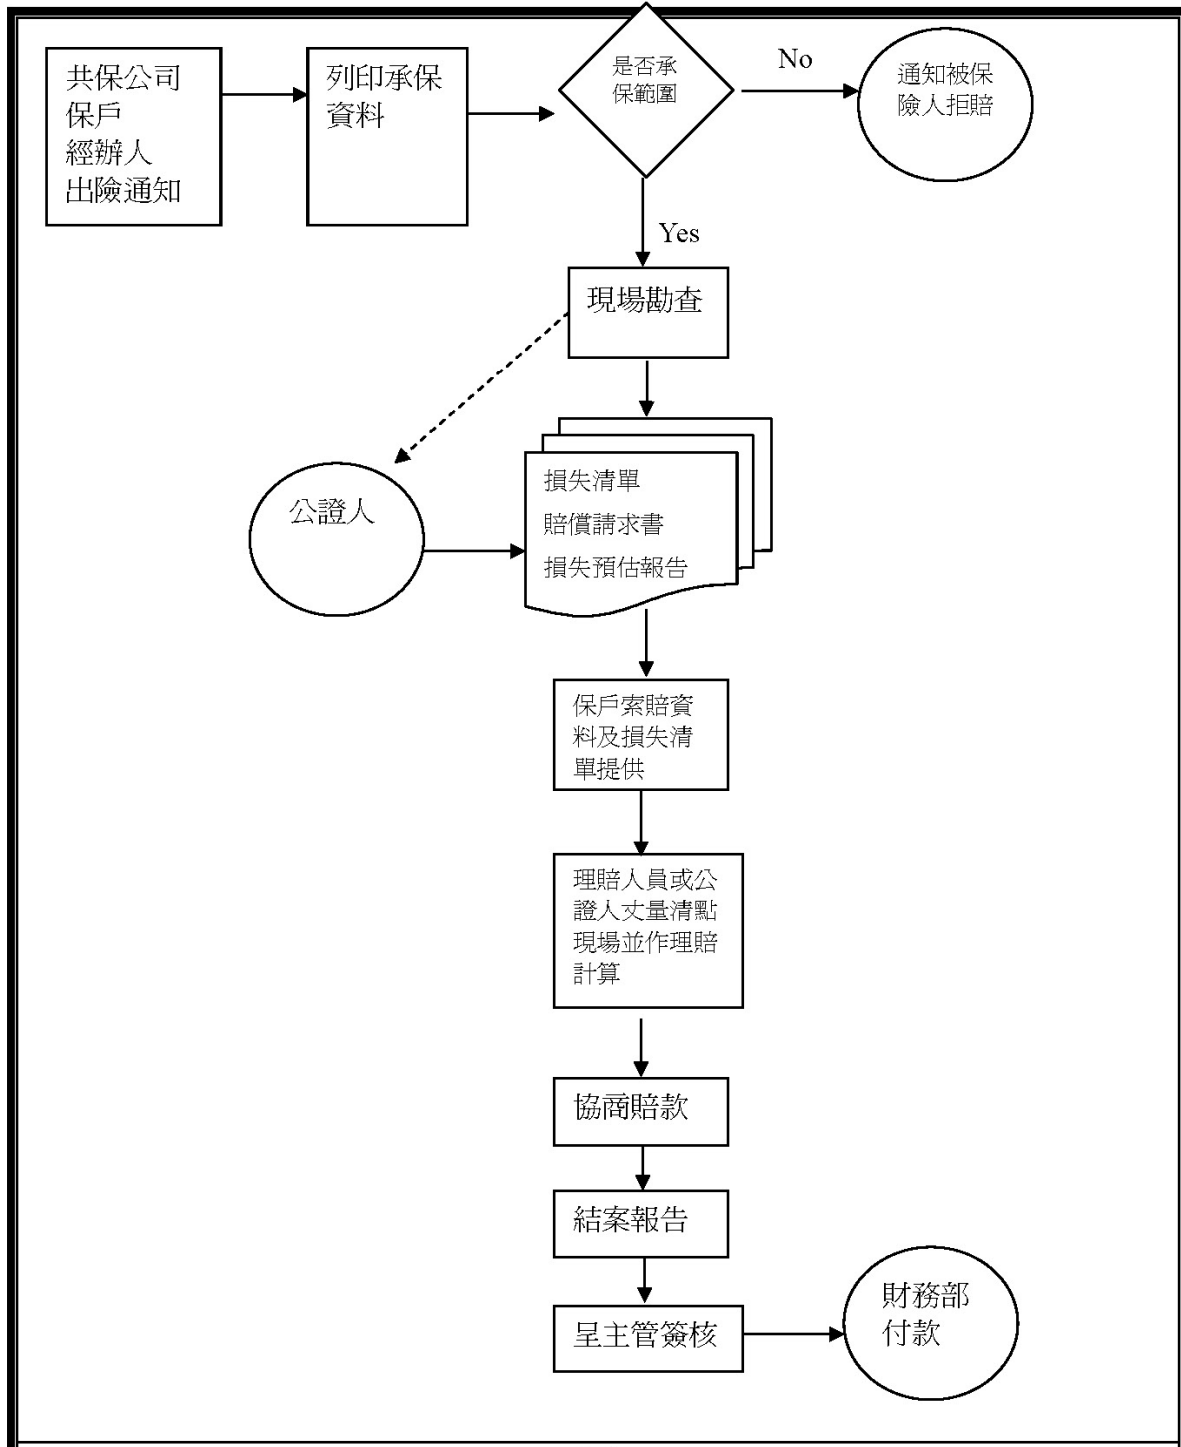 共保公司
保戶
經辦人
出險通知
列印承保
資料
是否承
保範圍
No
通知被保
險人拒賠
Yes
現場勘查
公證人
損失清單
賠償請求書
損失預估報告
保戶索賠資
料及損失清
單提供
理賠人員或公
證人丈量清點
現場並作理賠
計算
協商賠款
結案報告
呈主管簽核
財務部
付款